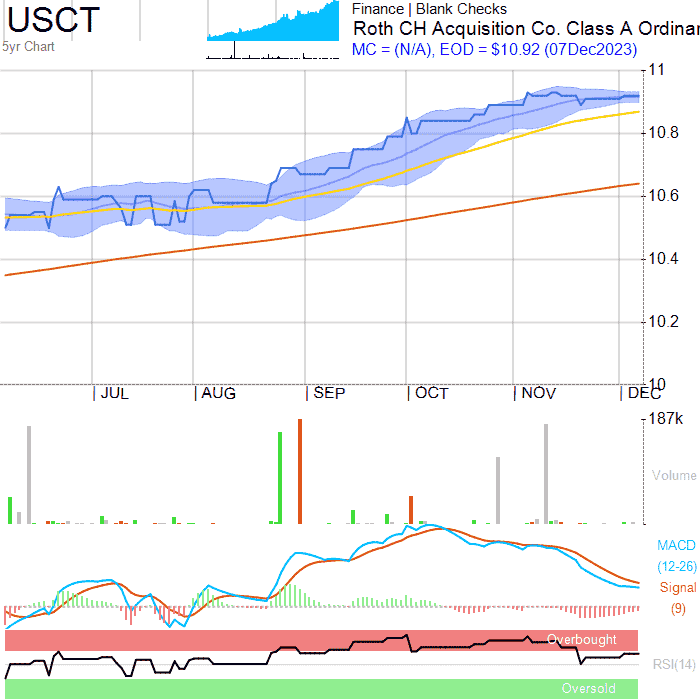 USCT
5yr Chart
Finance | Blank Checks
Roth CH Acquisition Co. Class A Ordinar
MC = (N/A), EOD = $10.92 (07Dec2023)
11
10.8
10.6
10.4
10.2
10
JUL AUG SEP OCT NOV DEC
187k
Volume
MACD
(12-26)
Signal
(9)
Overbought
RSI(14)
Oversold